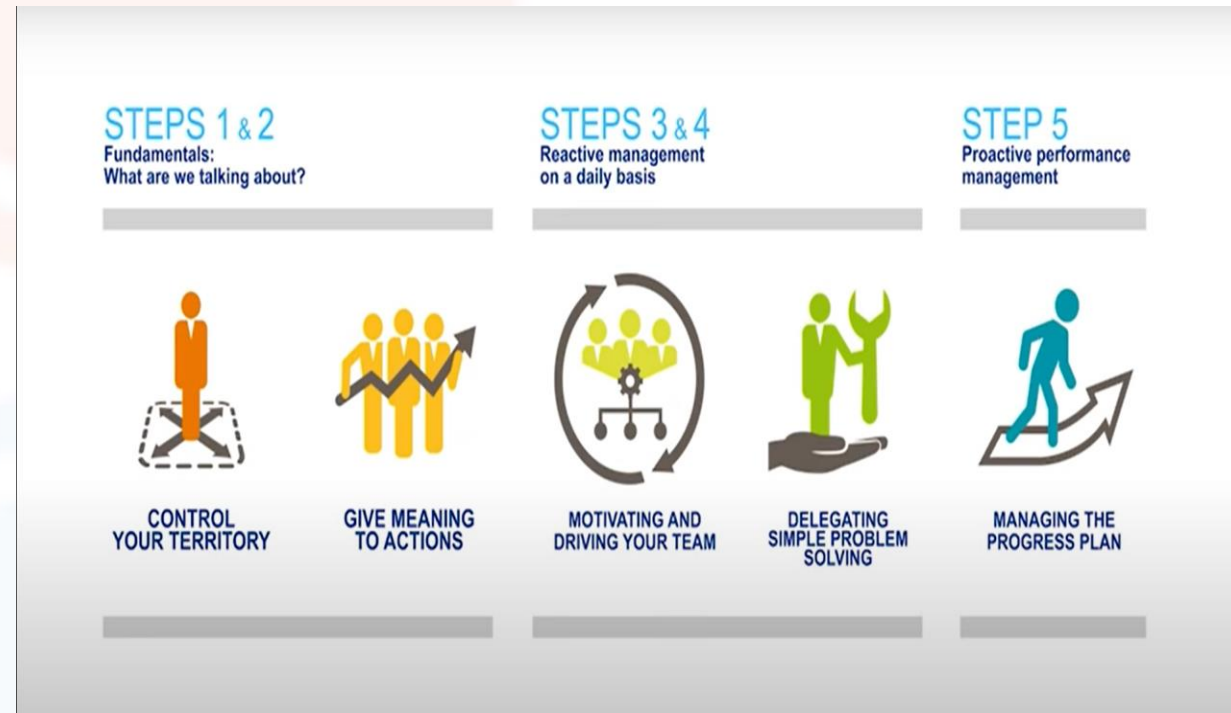 STEPS 1 & 2
Fundamentals:
What are we talking about?
CONTROL
YOUR TERRITORY
GIVE MEANING
TO ACTIONS
STEPS 3 & 4
Reactive management
on a daily basis
MOTIVATING AND
DRIVING YOUR TEAM
DELEGATING
SIMPLE PROBLEM
SOLVING
STEP 5
Proactive performance
management
MANAGING THE
PROGRESS PLAN